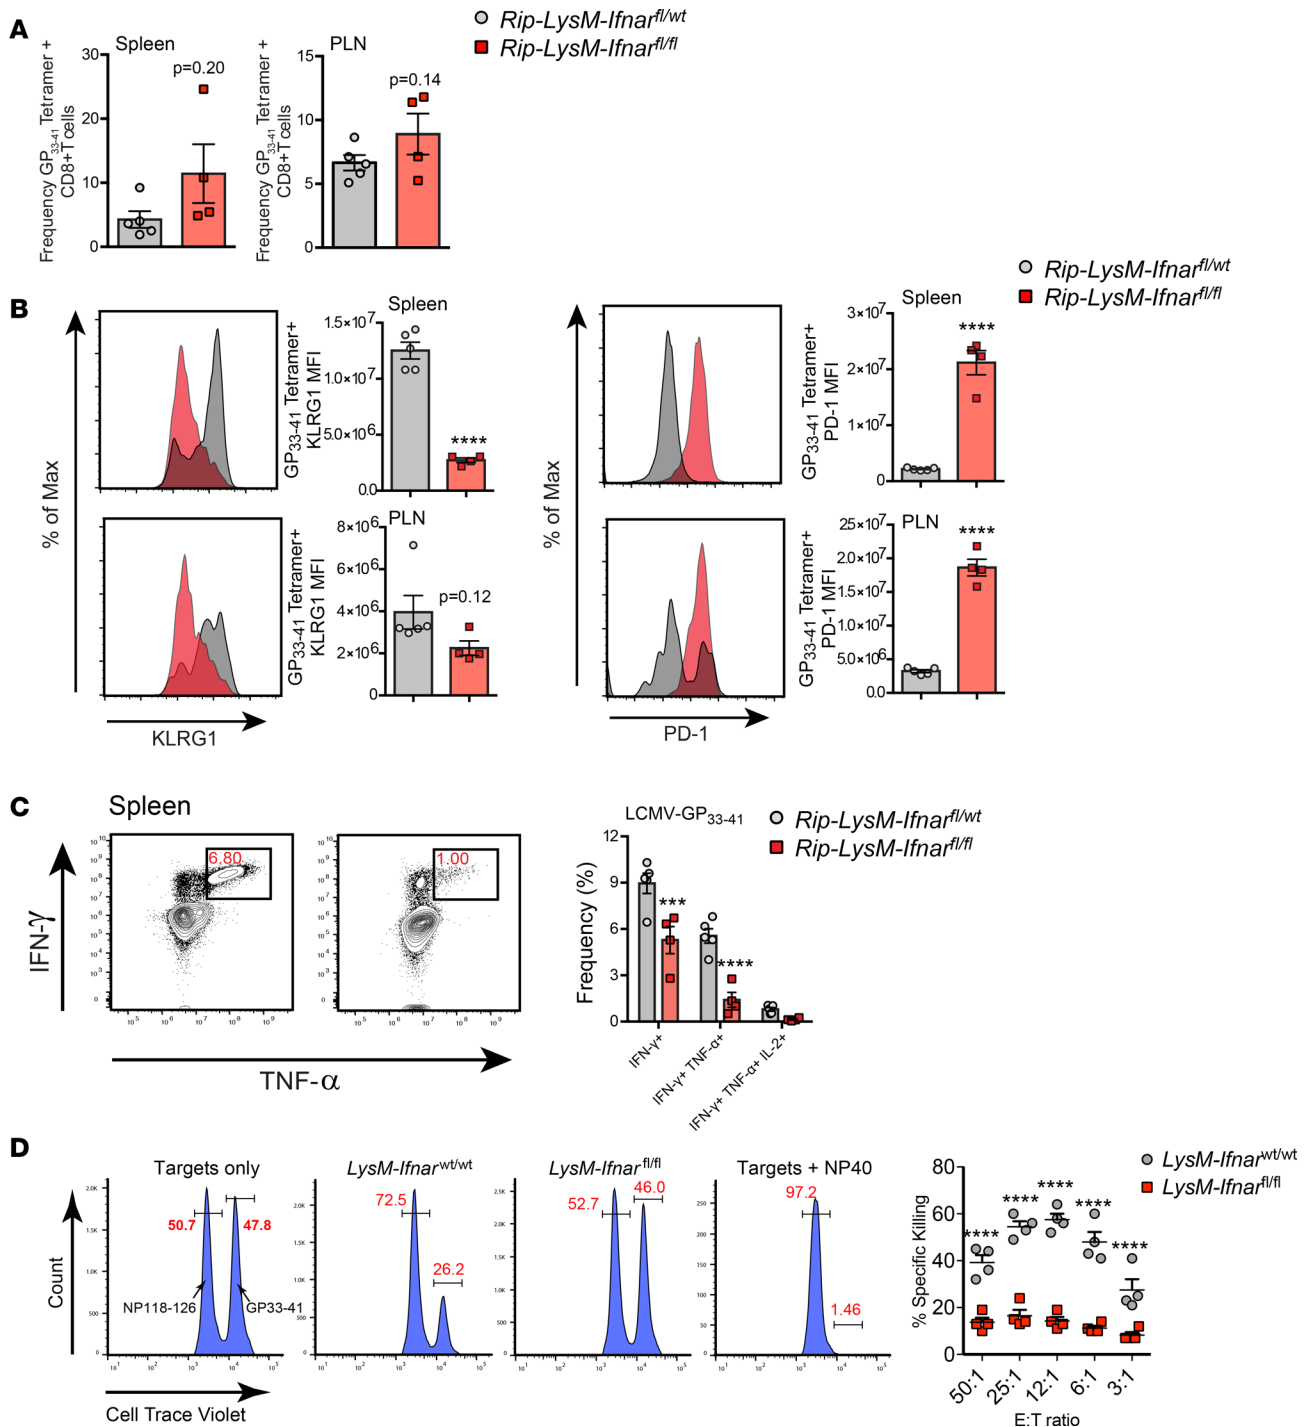 A
Rip-LysM-Ifnar fl/wt
Rip-LysM-Ifnar fl/fl
Spleen
p=0.20
Frequency GP33-41 Tetramer +
CD8+T cells
30
20
10
0
PLN
p=0.14
Frequency GP33-41 Tetramer +
CD8+T cells
15
10
5
0
B
Rip-LysM-Ifnar fl/wt
Rip-LysM-Ifnar fl/fl
% of Max
KLRG1
Spleen
GP33-41 Tetramer+
KLRG1 MFI
1.5×10^7
1.0×10^7
5.0×10^6
0.0
****
PLN
GP33-41 Tetramer+
KLRG1 MFI
8×10^6
6×10^6
4×10^6
2×10^6
0
p=0.12
% of Max
PD-1
Spleen
GP33-41 Tetramer+
PD-1 MFI
3×10^7
2×10^7
1×10^7
0
****
PLN
GP33-41 Tetramer+
PD-1 MFI
25×10^7
20×10^7
15×10^7
10×10^7
5.0×10^6
0.0
****
C
Spleen
IFN-γ
TNF-α
6.80
1.00
LCMV-GP33-41
Rip-LysM-Ifnar fl/wt
Rip-LysM-Ifnar fl/fl
Frequency (%)
12
9
6
3
0
***
****
IFN-γ+
IFN-γ+ TNF-α+
IFN-γ+ TNF-α+ IL-2+
D
Targets only
50.7
47.8
NP118-126
GP33-41
Count
Cell Trace Violet
LysM-Ifnar wt/wt
72.5
26.2
LysM-Ifnar fl/fl
52.7
46.0
Targets + NP40
97.2
1.46
LysM-Ifnar wt/wt
LysM-Ifnar fl/fl
% Specific Killing
80
60
40
20
0
****
****
****
****
****
50:1
25:1
12:1
6:1
3:1
E:T ratio